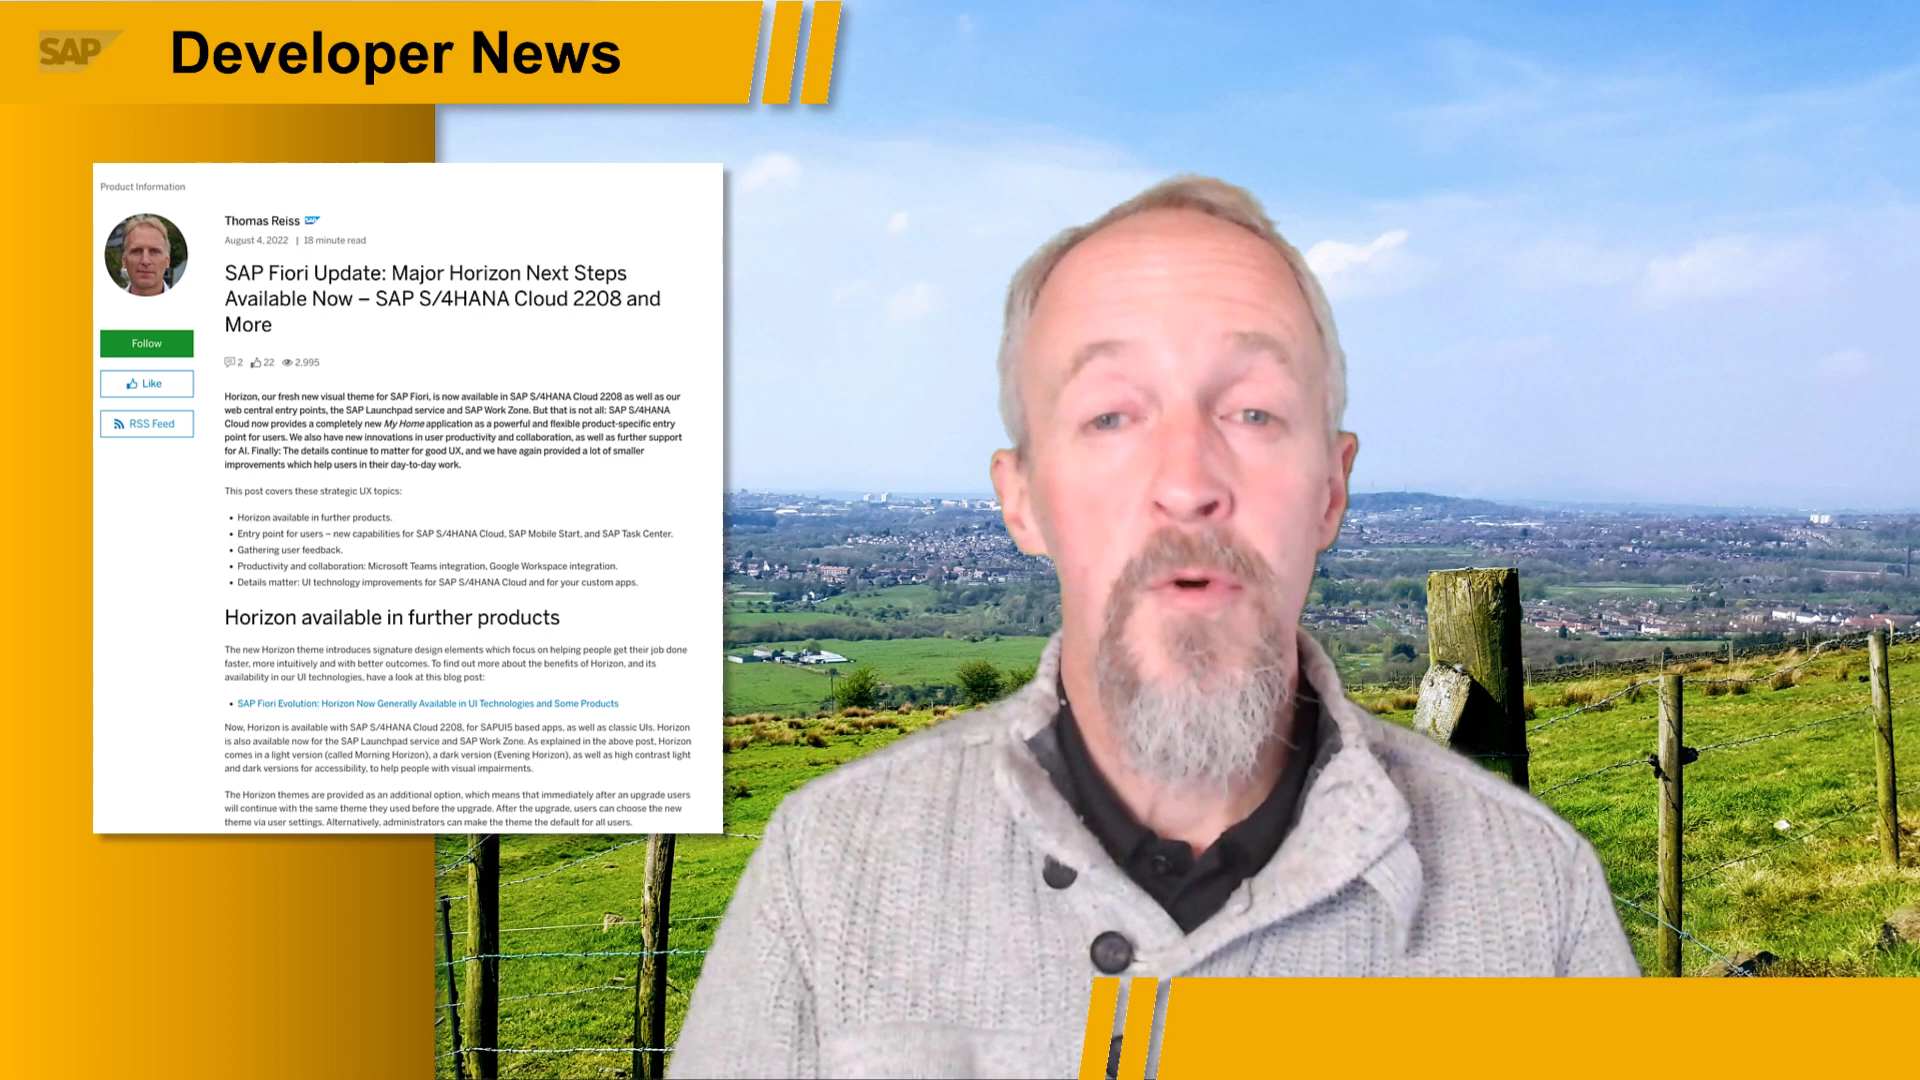 SAP
Developer News
Product Information
Thomas Reiss SAP
August 4, 2022 | 18 minute read
SAP Fiori Update: Major Horizon Next Steps
Available Now – SAP S/4HANA Cloud 2208 and
More
2 22 2,995
Follow
Like
RSS Feed
Horizon, our fresh new visual theme for SAP Fiori, is now available in SAP S/4HANA Cloud 2208 as well as our
web central entry points, the SAP Launchpad service and SAP Work Zone. But that is not all: SAP S/4HANA
Cloud now provides a completely new My Home application as a powerful and flexible product-specific entry
point for users. We also have new innovations in user productivity and collaboration, as well as further support
for AI. Finally: The details continue to matter for good UX, and we have again provided a lot of smaller
improvements which help users in their day-to-day work.
This post covers these strategic UX topics:
• Horizon available in further products.
• Entry point for users – new capabilities for SAP S/4HANA Cloud, SAP Mobile Start, and SAP Task Center.
• Gathering user feedback.
• Productivity and collaboration: Microsoft Teams integration, Google Workspace integration.
• Details matter: UI technology improvements for SAP S/4HANA Cloud and for your custom apps.
Horizon available in further products
The new Horizon theme introduces signature design elements which focus on helping people get their job done
faster, more intuitively and with better outcomes. To find out more about the benefits of Horizon, and its
availability in our UI technologies, have a look at this blog post:
• SAP Fiori Evolution: Horizon Now Generally Available in UI Technologies and Some Products
Now, Horizon is available with SAP S/4HANA Cloud 2208, for SAPUI5 based apps, as well as classic UIs. Horizon
is also available now for the SAP Launchpad service and SAP Work Zone. As explained in the above post, Horizon
comes in a light version (called Morning Horizon), a dark version (Evening Horizon), as well as high contrast light
and dark versions for accessibility, to help people with visual impairments.
The Horizon themes are provided as an additional option, which means that immediately after an upgrade users
will continue with the same theme they used before the upgrade. After the upgrade, users can choose the new
theme via user settings. Alternatively, administrators can make the theme the default for all users.